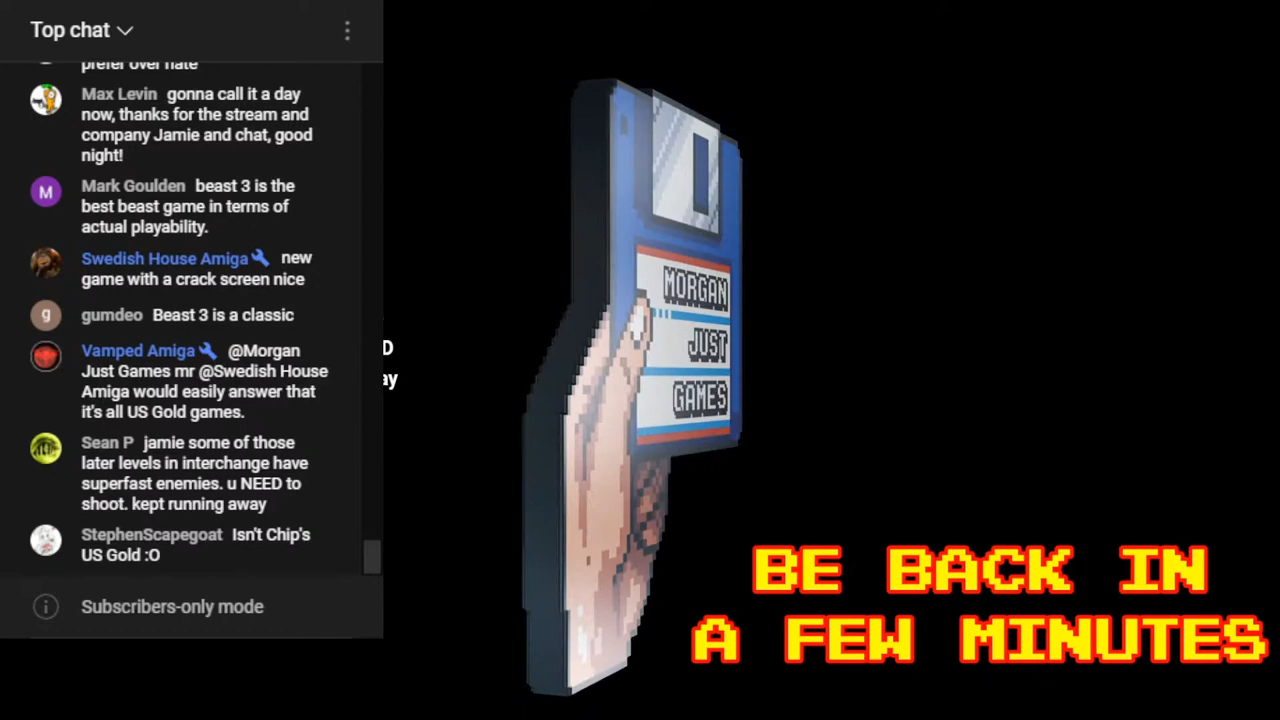 Top chat
prefer over hate
Max Levin gonna call it a day
now, thanks for the stream and
company Jamie and chat, good
night!
M
Mark Goulden beast 3 is the
best beast game in terms of
actual playability.
Swedish House Amiga new
game with a crack screen nice
g
gumdeo Beast 3 is a classic
Vamped Amiga @Morgan
Just Games mr @Swedish House
Amiga would easily answer that
it's all US Gold games.
Sean P jamie some of those
later levels in interchange have
superfast enemies. u NEED to
shoot. kept running away
StephenScapegoat Isn't Chip's
US Gold :O
Subscribers-only mode
D
ay
MORGAN
JUST
GAMES
BE BACK IN
A FEW MINUTES